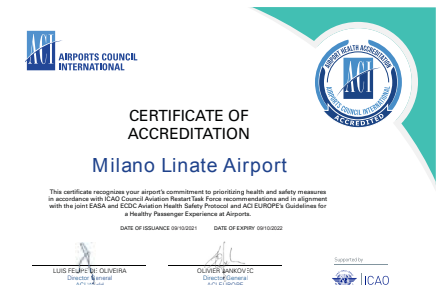 ACI
AIRPORTS COUNCIL
INTERNATIONAL
AIRPORT HEALTH ACCREDITATION
ACI
AIRPORTS COUNCIL INTERNATIONAL
ACCREDITED
CERTIFICATE OF
ACCREDITATION
Milano Linate Airport
This certificate recognizes your airport's commitment to prioritizing health and safety measures
in accordance with ICAO Council Aviation Restart Task Force recommendations and in alignment
with the joint EASA and ECDC Aviation Health Safety Protocol and ACI EUROPE's Guidelines for
a Healthy Passenger Experience at Airports.
DATE OF ISSUANCE 09/10/2021 DATE OF EXPIRY 09/10/2022
LUIS FELIPE DE OLIVEIRA
Director General
OLIVIER JANKOVEC
Director General
ACI EUROPE
Supported by
ICAO